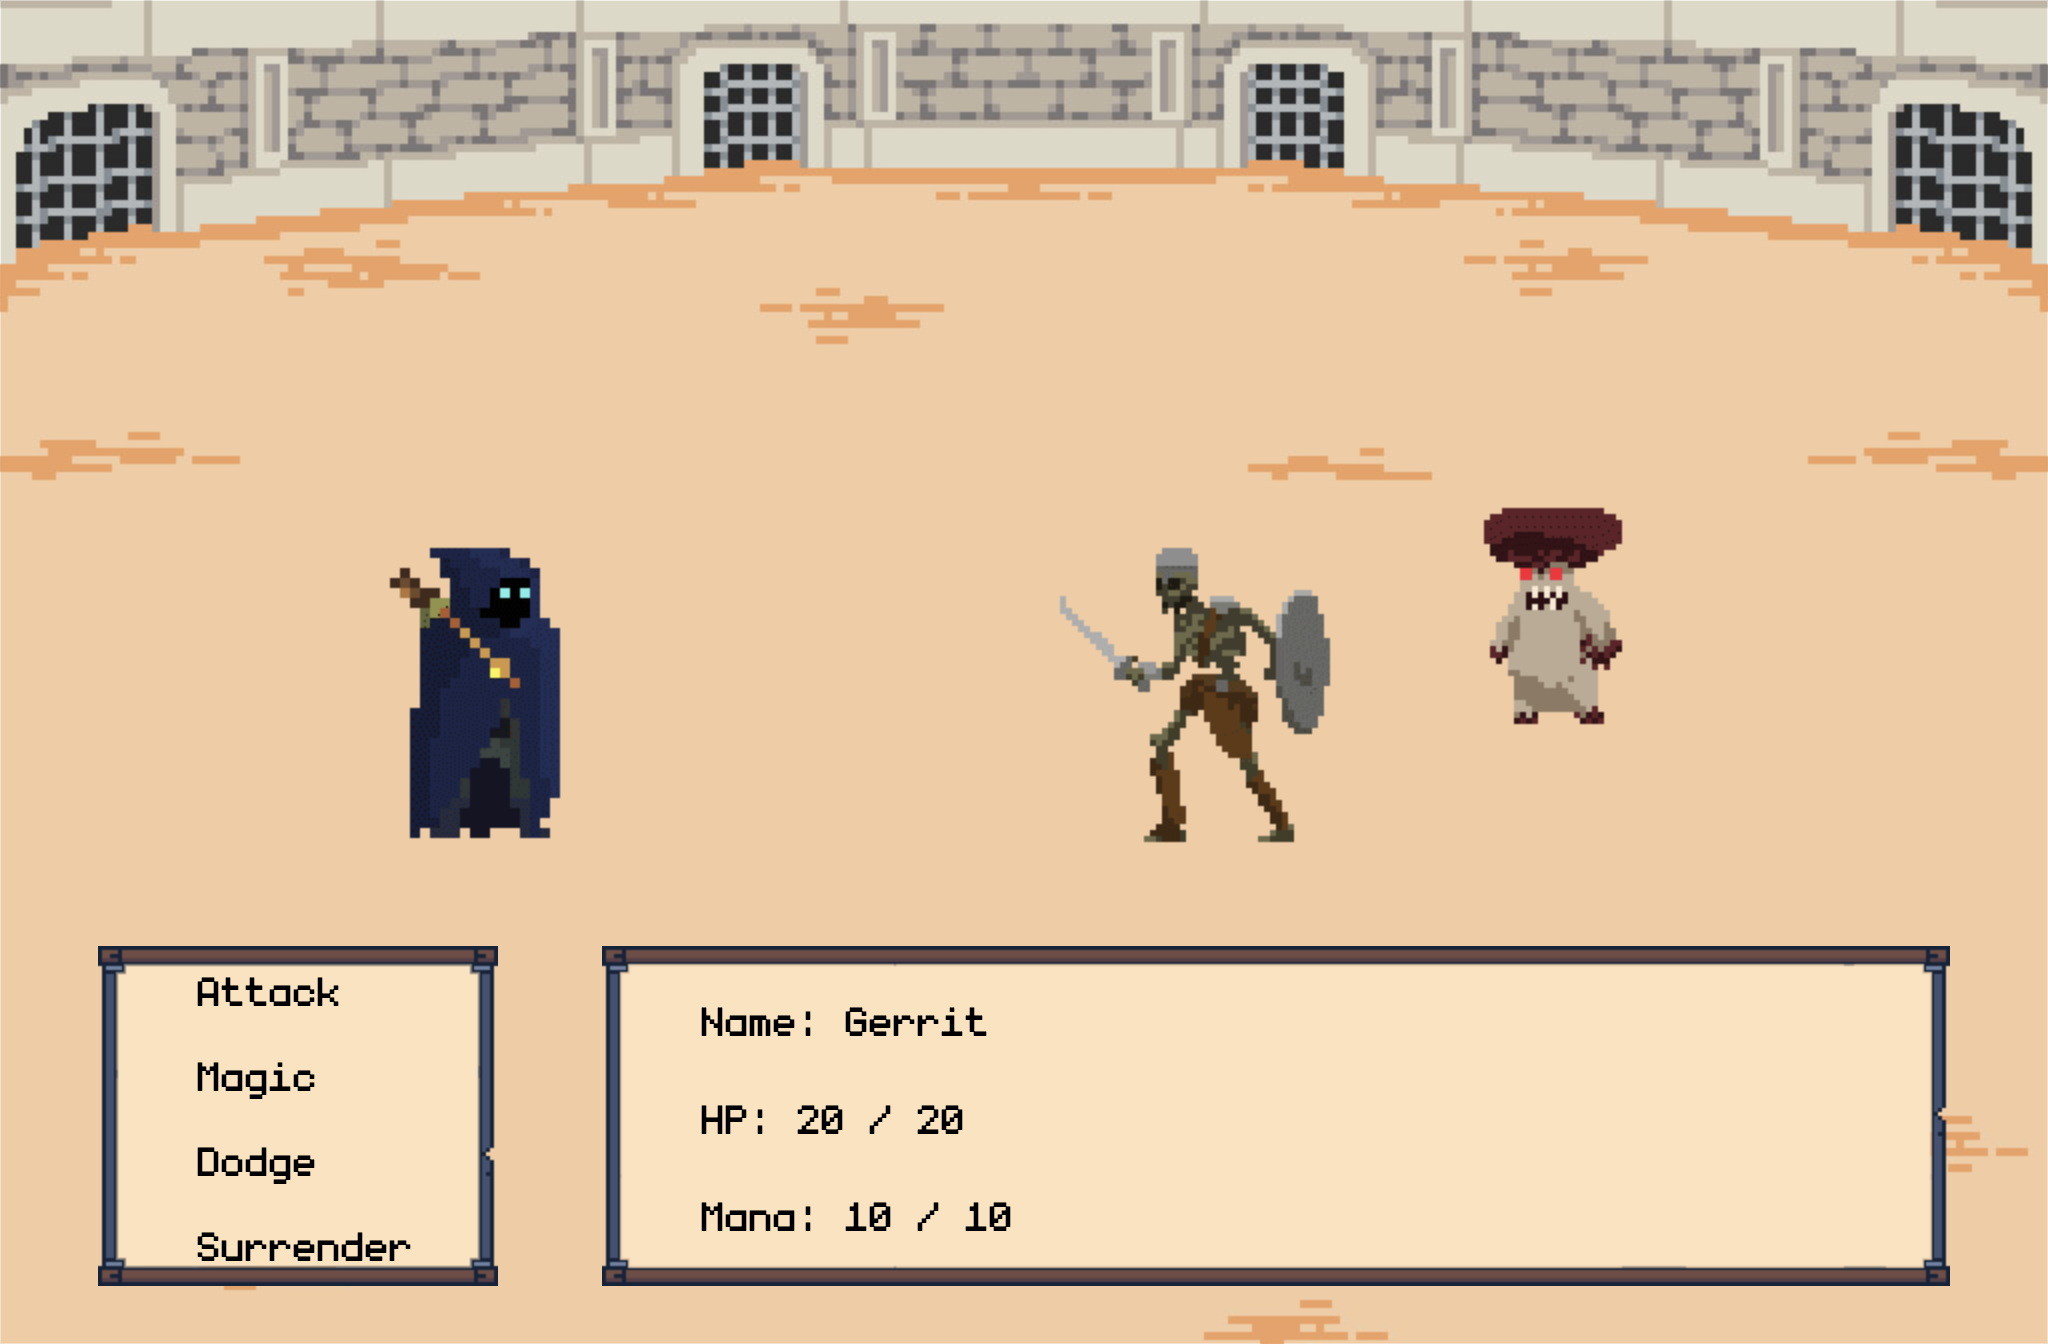 Attack
Magic
Dodge
Surrender
Name: Gerrit
HP: 20 / 20
Mana: 10 / 10